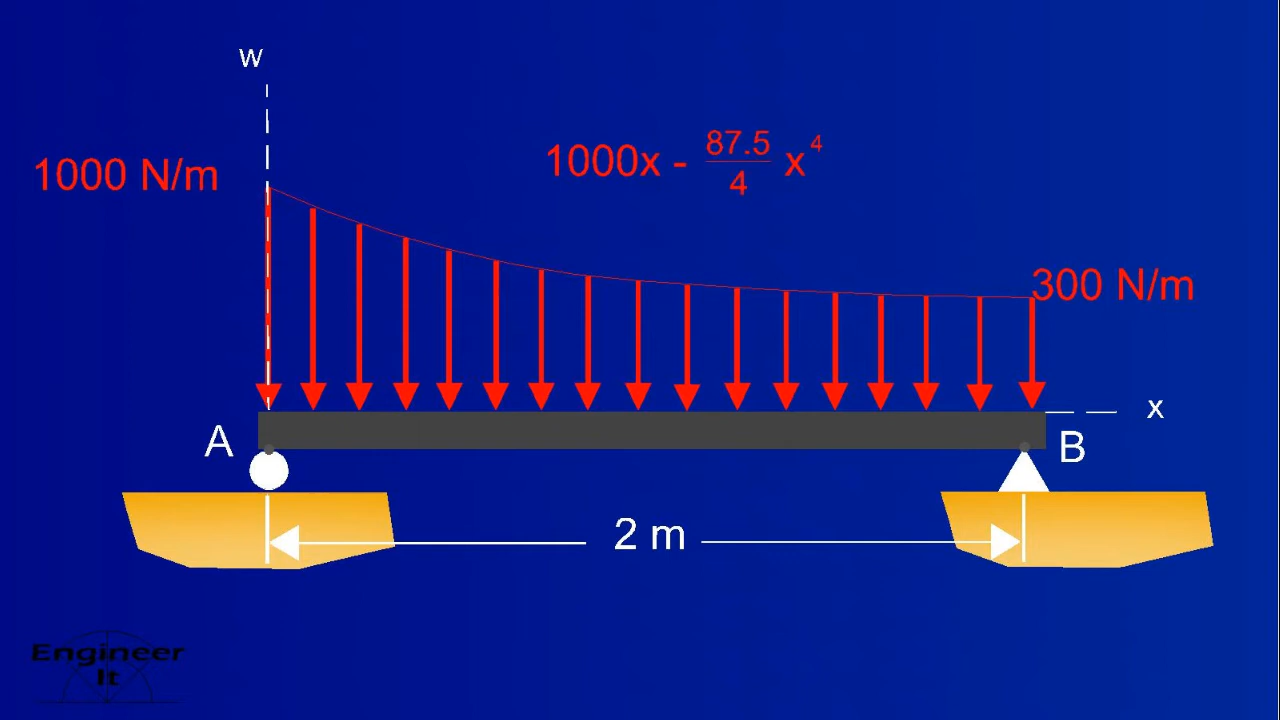 w
1000 N/m
1000x - 87.5/4 x⁴
300 N/m
x
A
B
2 m
Engineer
It